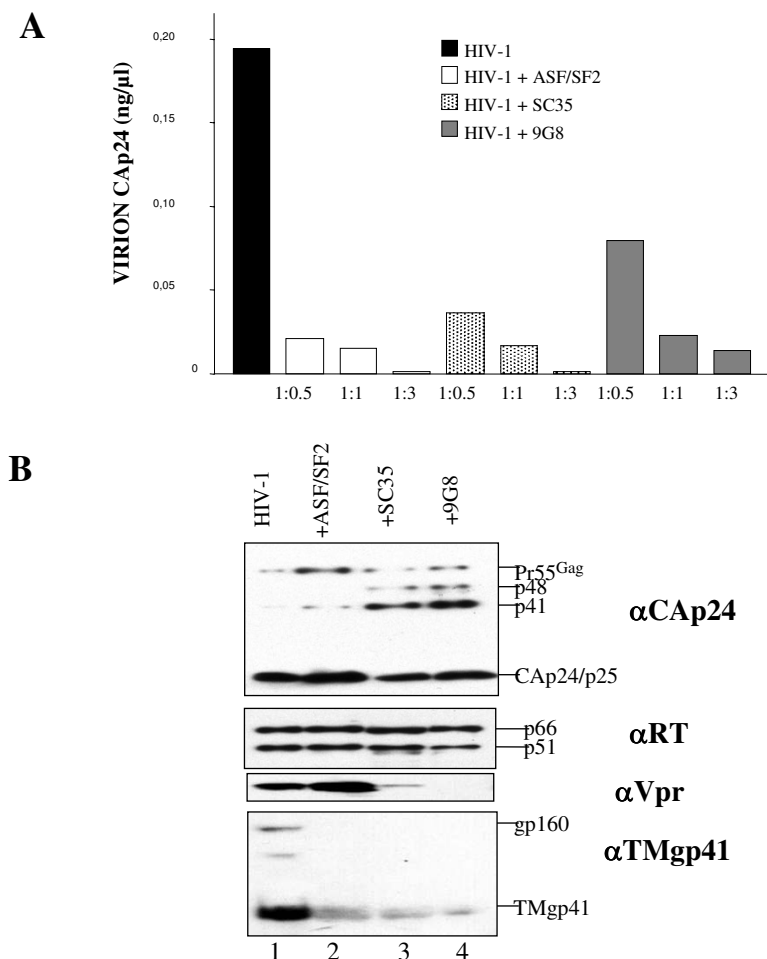 A
VIRION CAp24 (ng/µl)
0,20
0,15
0,10
0,05
0
HIV-1
HIV-1 + ASF/SF2
HIV-1 + SC35
HIV-1 + 9G8
1:0.5 1:1 1:3 1:0.5 1:1 1:3 1:0.5 1:1 1:3
B
HIV-1
+ASF/SF2
+SC35
+9G8
Pr55Gag
p48
p41
CAp24/p25
αCAp24
p66
p51
αRT
αVpr
gp160
αTMgp41
TMgp41
1 2 3 4